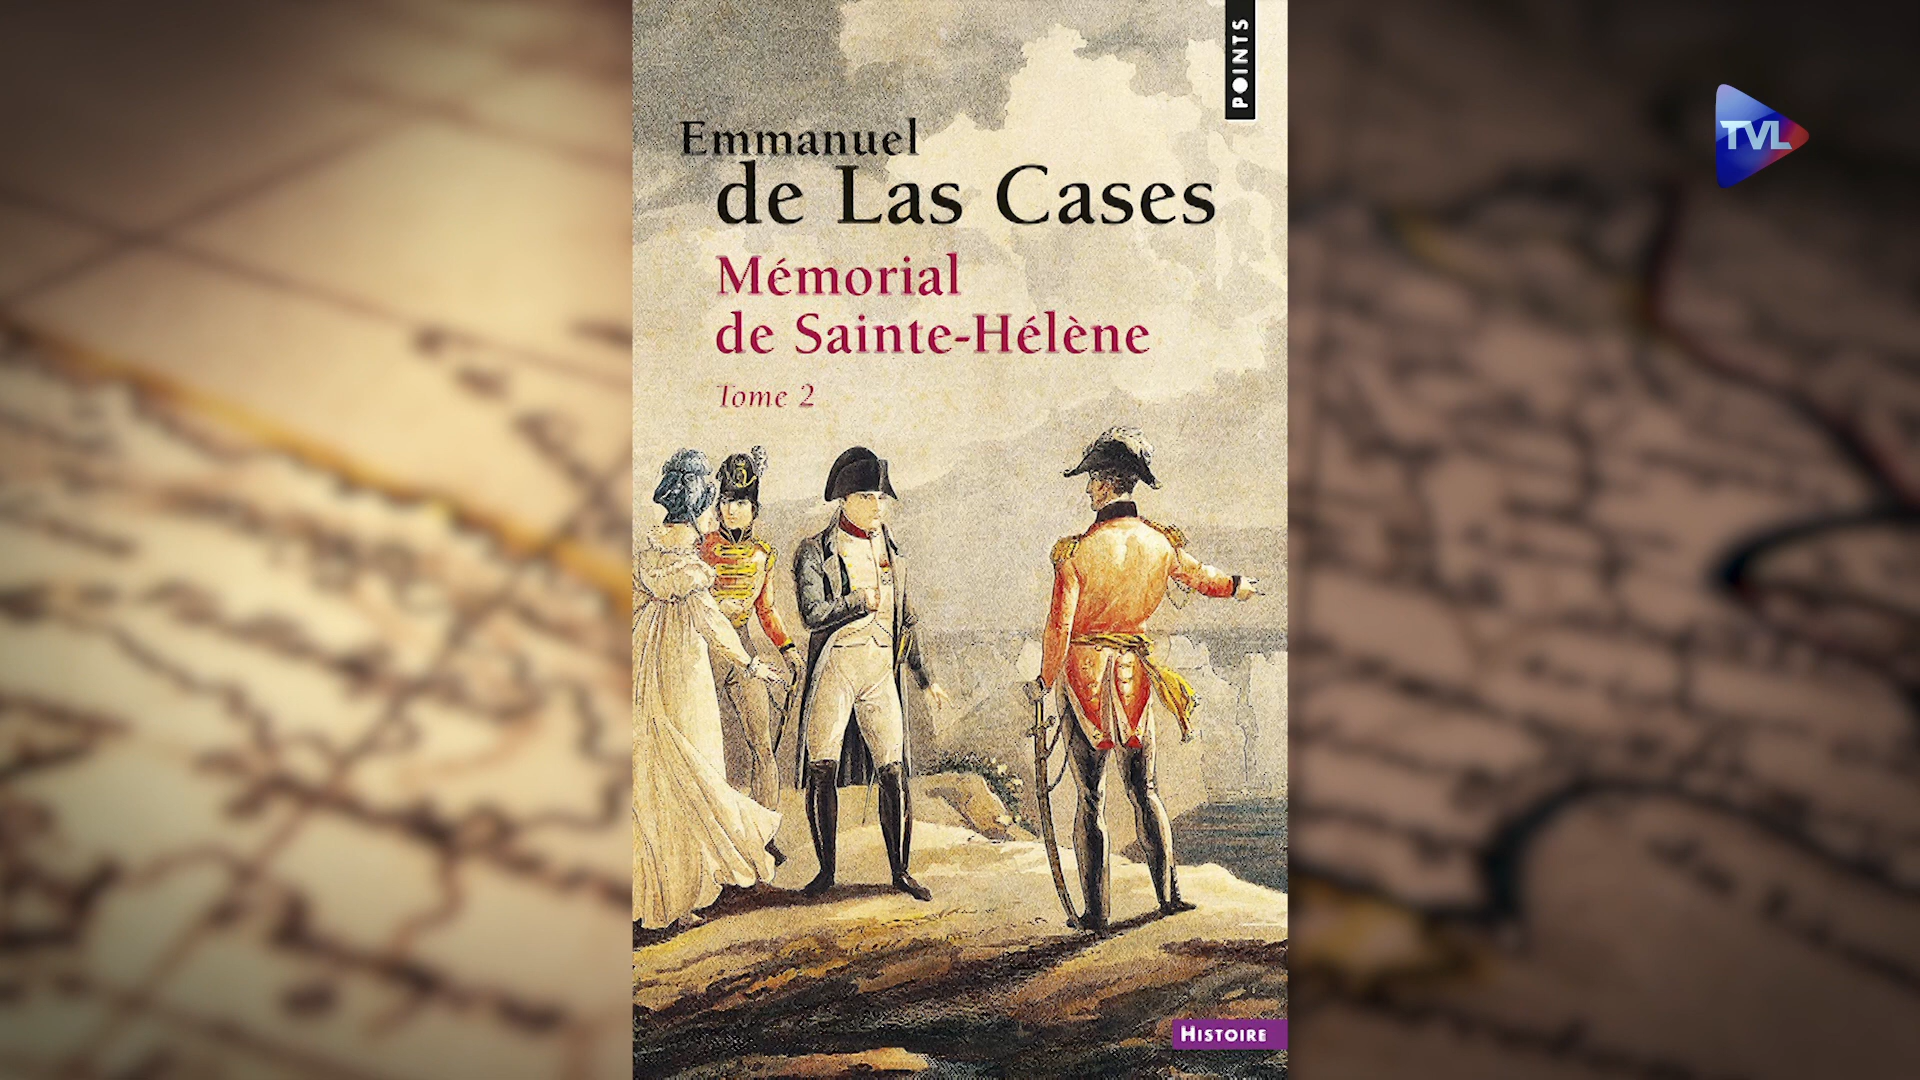 POINTS
TVL
Emmanuel
de Las Cases
Mémorial
de Sainte-Hélène
Tome 2
HISTOIRE